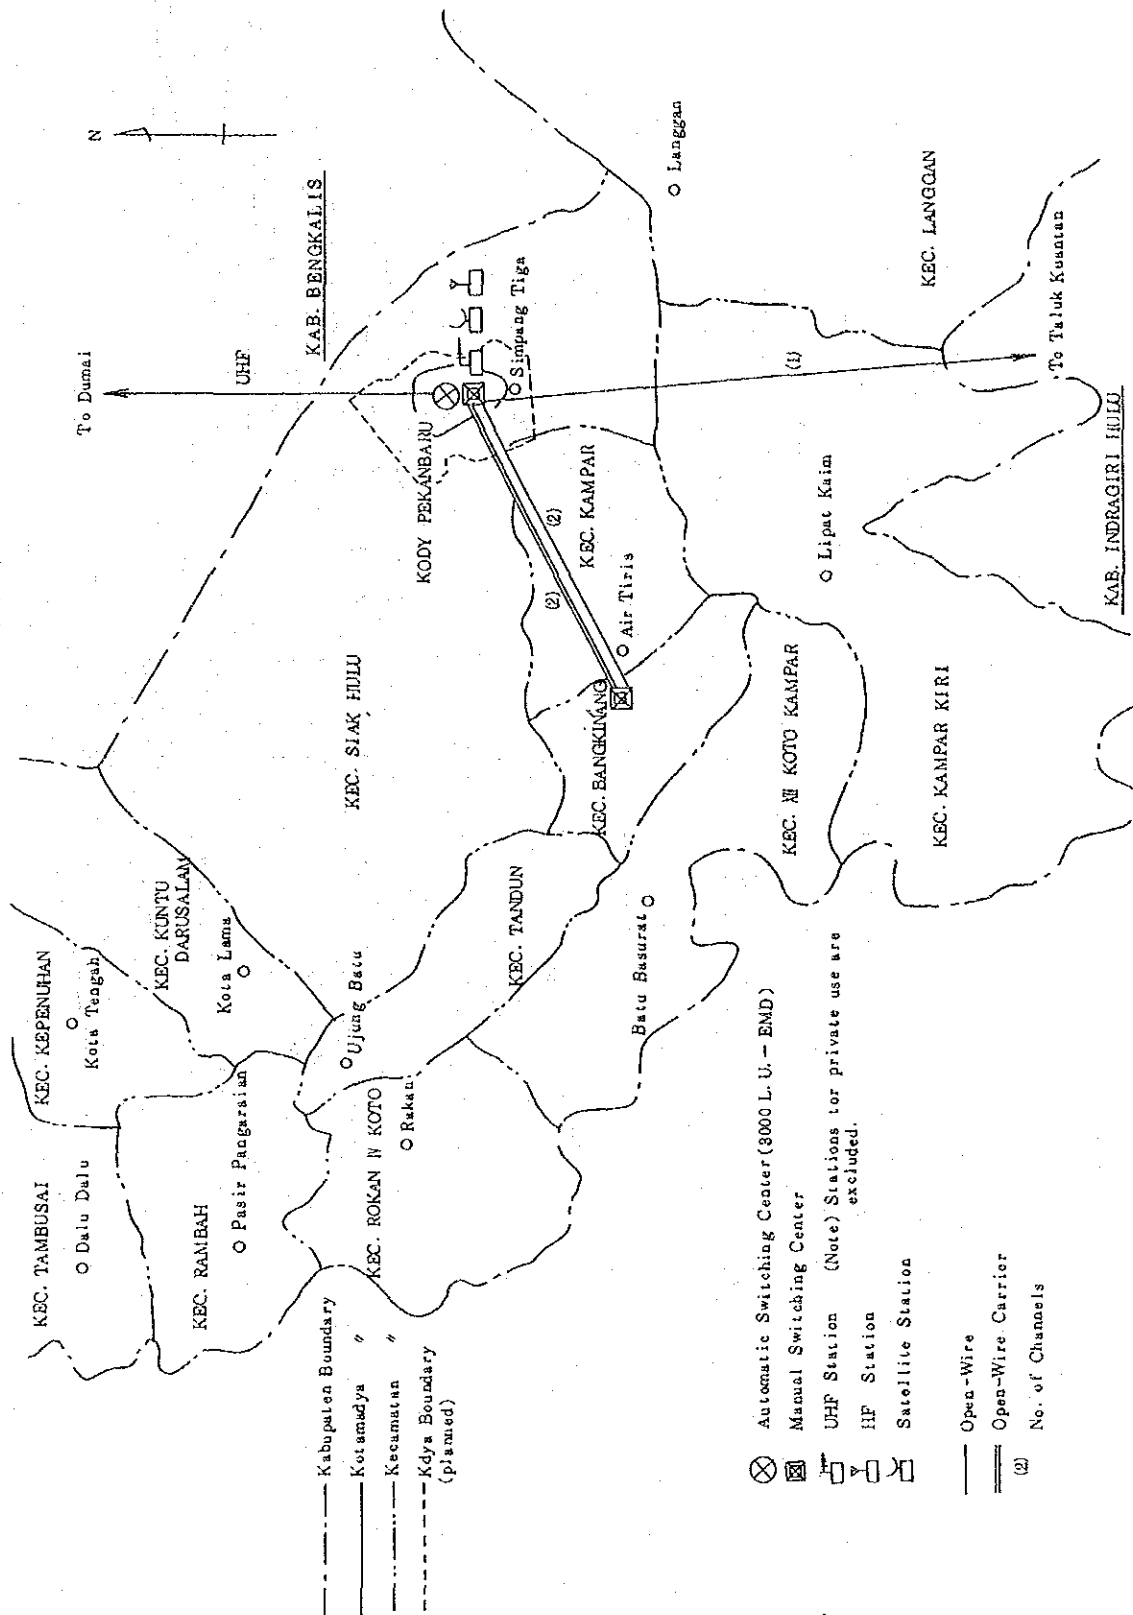 N
To Dumai
UHF
KAB. BENGKALIS
KEC. KEPENUHAN
Kota Tengah
KEC. KUNTU
DARUSALAM
Kota Lama
KEC. TAMBUSAI
Dalu Dalu
KEC. RAMBAH
Pasir Pangaraian
Ujung Batu
KEC. ROKAN IV KOTO
Rakan
KEC. SIAK HULU
KODY PEKANBARU
Simpang Tiga
KEC. TANDUN
KEC. BANGKINANG
(2)
(2)
KEC. KAMPAR
Air Tiris
Langgan
Batu Basurat
KEC. XIII KOTO KAMPAR
Lipat Kaim
(1)
KEC. LANGGAN
KEC. KAMPAR KIRI
To Taluk Kuantan
KAB. INDRAGIRI HULU
Kabupaten Boundary
Kotamadya 〃
Kecamatan 〃
Kdya Boundary
(planned)
Automatic Switching Center (3000 L. U. – EMD)
Manual Switching Center
UHF Station (Note) Stations for private use are
excluded.
HF Station
Satellite Station
Open-Wire
Open-Wire Carrier
(2) No. of Channels